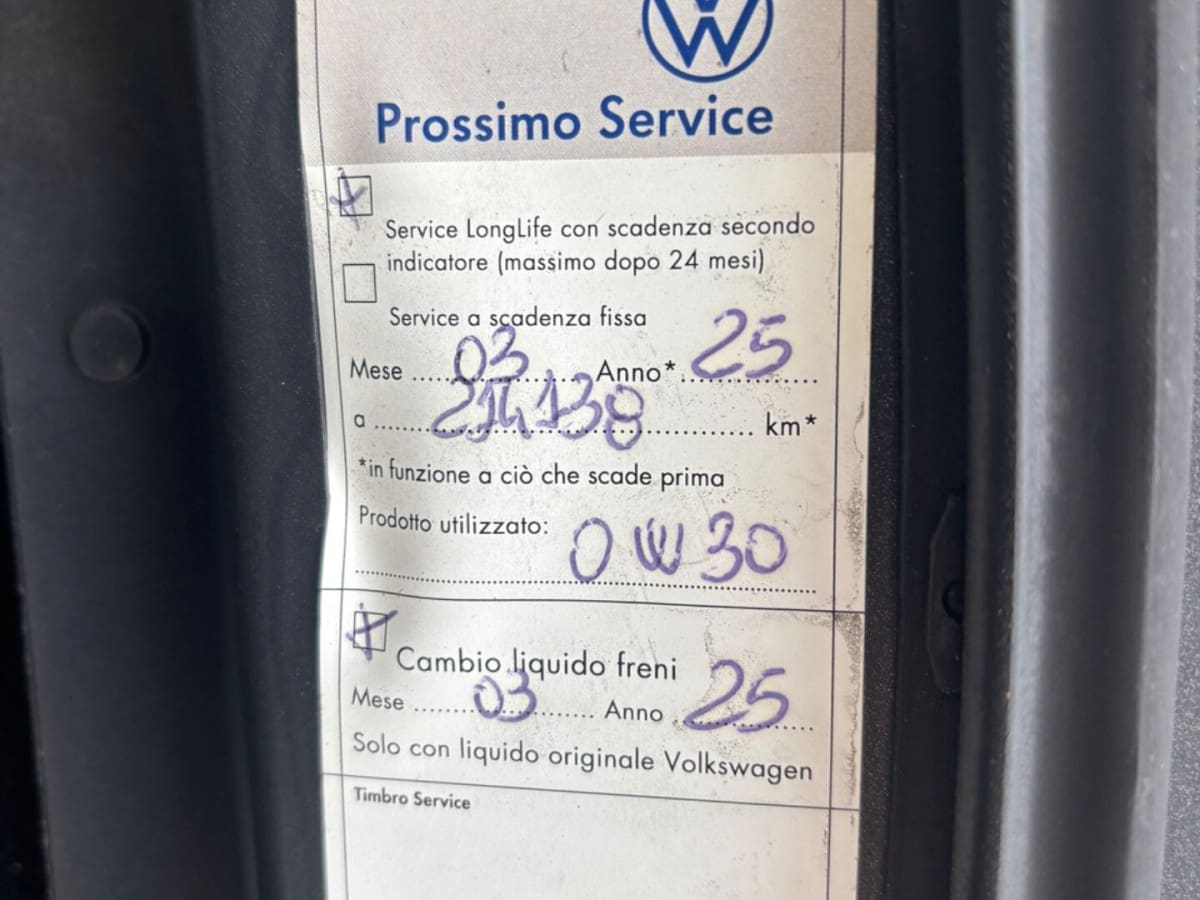 Prossimo Service
Service LongLife con scadenza secondo
indicatore (massimo dopo 24 mesi)
Service a scadenza fissa
Mese 03 Anno* 25
a 214138 km*
*in funzione a ciò che scade prima
Prodotto utilizzato: 0W30
Cambio liquido freni
Mese 03 Anno 25
Solo con liquido originale Volkswagen
Timbro Service